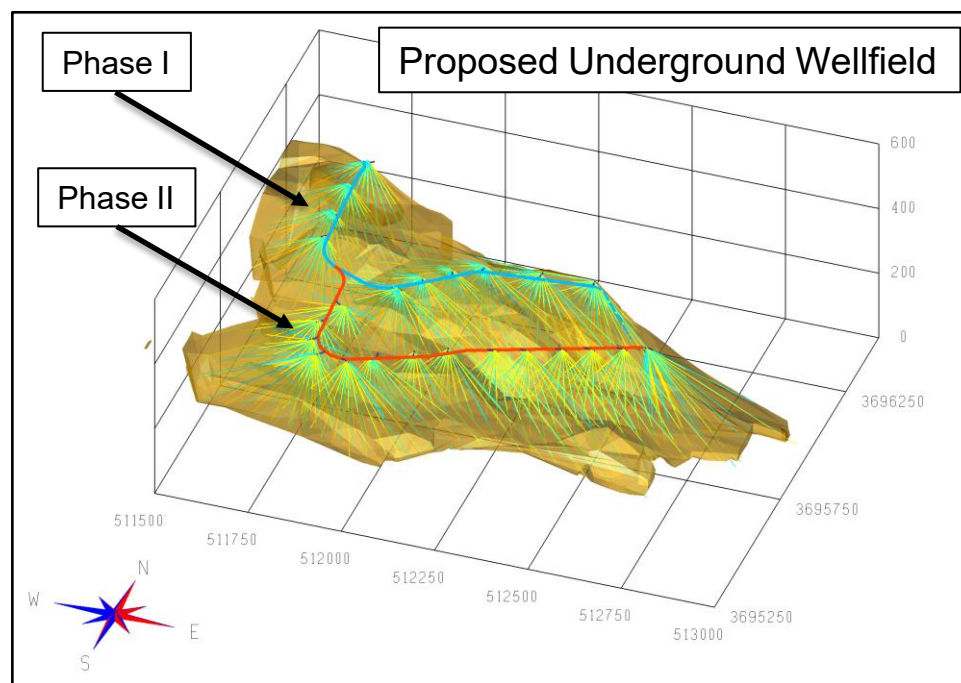 Proposed Underground Wellfield
Phase I
Phase II
600
400
200
0
3696250
3695750
3695250
511500
511750
512000
512250
512500
512750
513000
N
W
E
S